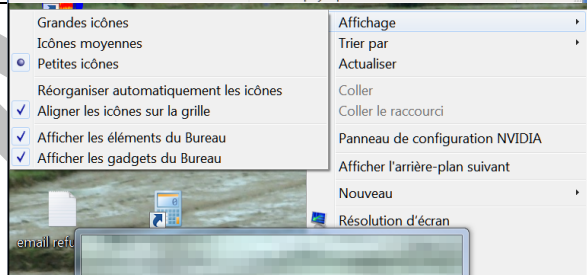 Grandes icônes
Icônes moyennes
Petites icônes
Réorganiser automatiquement les icônes
Aligner les icônes sur la grille
Afficher les éléments du Bureau
Afficher les gadgets du Bureau
Affichage
Trier par
Actualiser
Coller
Coller le raccourci
Panneau de configuration NVIDIA
Afficher l'arrière-plan suivant
Nouveau
Résolution d'écran
email refu